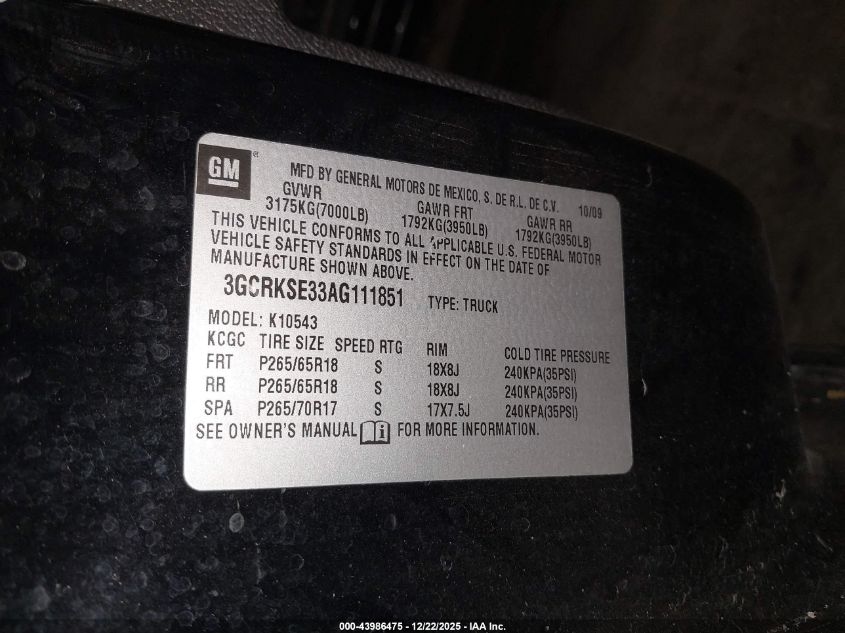 GM ®
MFD BY GENERAL MOTORS DE MEXICO, S. DE R.L. DE C.V. 10/09
GVWR GAWR FRT GAWR RR
3175KG(7000LB) 1792KG(3950LB) 1792KG(3950LB)
THIS VEHICLE CONFORMS TO ALL APPLICABLE U.S. FEDERAL MOTOR
VEHICLE SAFETY STANDARDS IN EFFECT ON THE DATE OF
MANUFACTURE SHOWN ABOVE.
3GCRKSE33AG111851 TYPE: TRUCK
MODEL: K10543
KCGC TIRE SIZE SPEED RTG RIM COLD TIRE PRESSURE
FRT P265/65R18 S 18X8J 240KPA(35PSI)
RR P265/65R18 S 18X8J 240KPA(35PSI)
SPA P265/70R17 S 17X7.5J 240KPA(35PSI)
SEE OWNER'S MANUAL i FOR MORE INFORMATION.
000-43986475 - 12/22/2025 - IAA Inc.